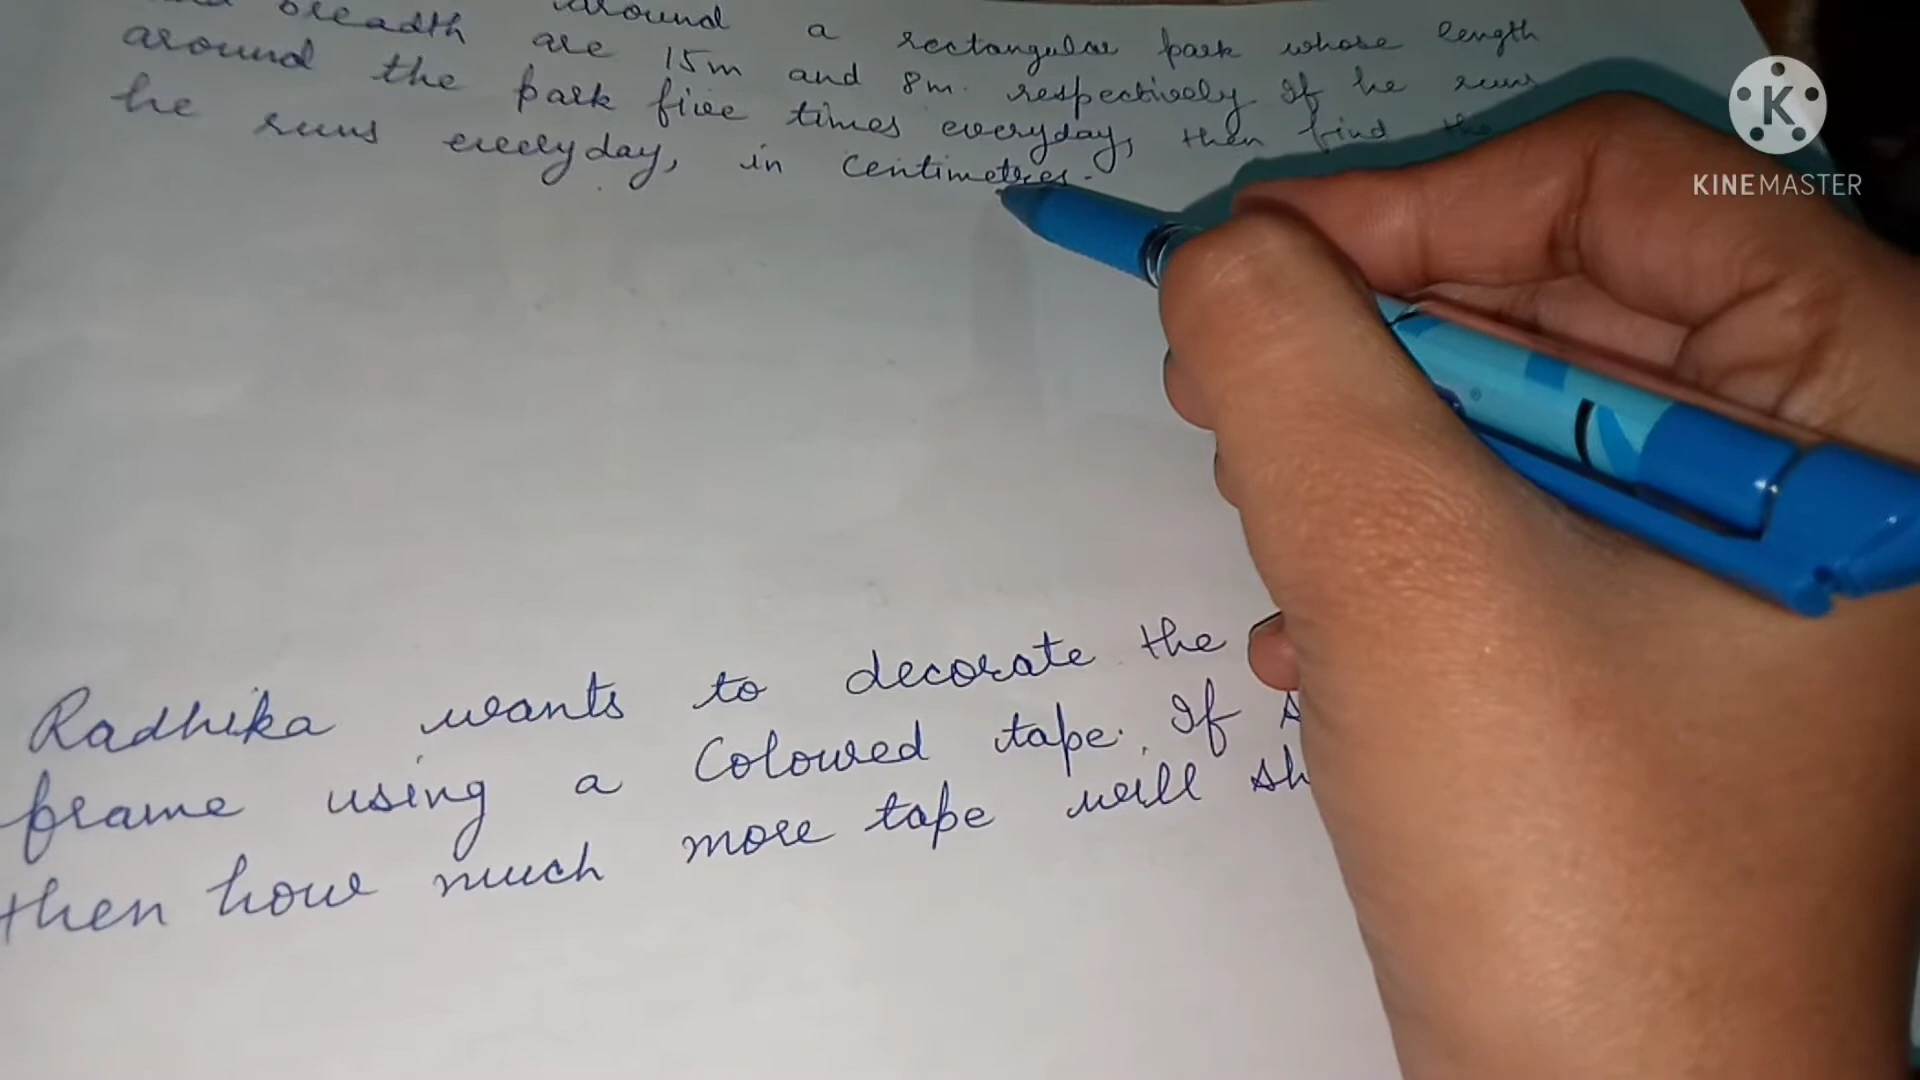 breadth around a rectangular park whose length
are 15m and 8m. respectively If he runs
around the park five times everyday, then find the
he runs everyday, in centimetres.
Radhika wants to decorate the
frame using a Coloured tape. If
then how much more tape will
K
KINEMASTER